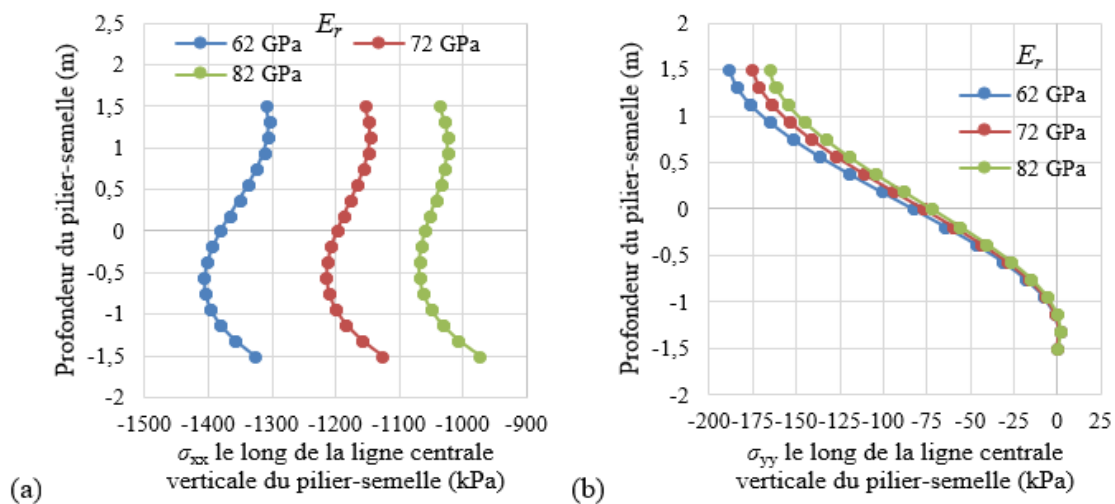 2,5
2
1,5
1
0,5
0
-0,5
-1
-1,5
-2
Profondeur du pilier-semelle (m)
E_r
62 GPa
72 GPa
82 GPa
-1500 -1400 -1300 -1200 -1100 -1000 -900
σ_xx le long de la ligne centrale
verticale du pilier-semelle (kPa)
(a)
2
1,5
1
0,5
0
-0,5
-1
-1,5
-2
Profondeur du pilier-semelle (m)
E_r
62 GPa
72 GPa
82 GPa
-200 -175 -150 -125 -100 -75 -50 -25 0 25
σ_yy le long de la ligne centrale
verticale du pilier-semelle (kPa)
(b)